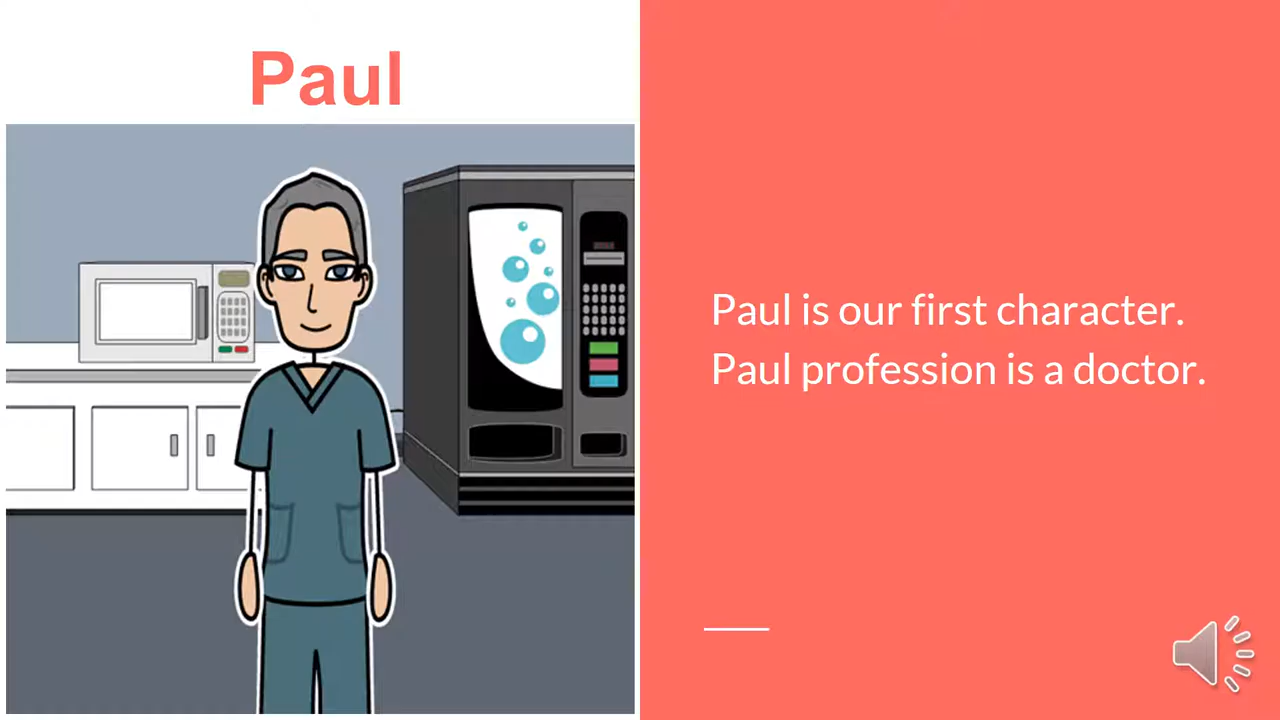 Paul
Paul is our first character.
Paul profession is a doctor.